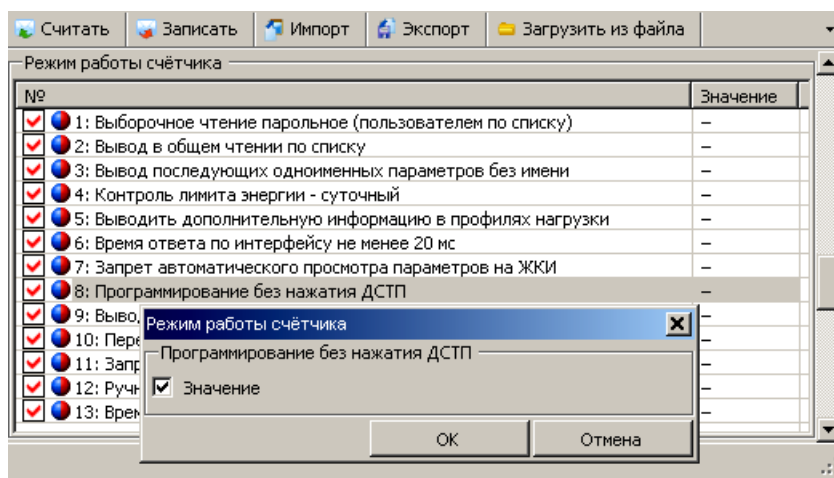 Считать Записать Импорт Экспорт Загрузить из файла
Режим работы счётчика
№ Значение
1: Выборочное чтение парольное (пользователем по списку) –
2: Вывод в общем чтении по списку –
3: Вывод последующих одноименных параметров без имени –
4: Контроль лимита энергии - суточный –
5: Выводить дополнительную информацию в профилях нагрузки –
6: Время ответа по интерфейсу не менее 20 мс –
7: Запрет автоматического просмотра параметров на ЖКИ –
8: Программирование без нажатия ДСТП –
9: Выво
Режим работы счётчика
10: Пере
Программирование без нажатия ДСТП
11: Запр
12: Ручн
Значение
13: Врем
ОК Отмена